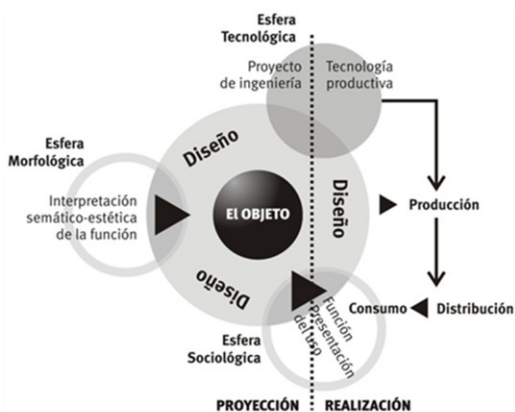 Esfera
Tecnológica
Proyecto
de ingeniería
Tecnología
productiva
Esfera
Morfológica
Interpretación
semático-estética
de la función
Diseño
EL OBJETO
Diseño
Diseño
Producción
Función
Presentación
del uso
Consumo
Distribución
Esfera
Sociológica
PROYECCIÓN
REALIZACIÓN